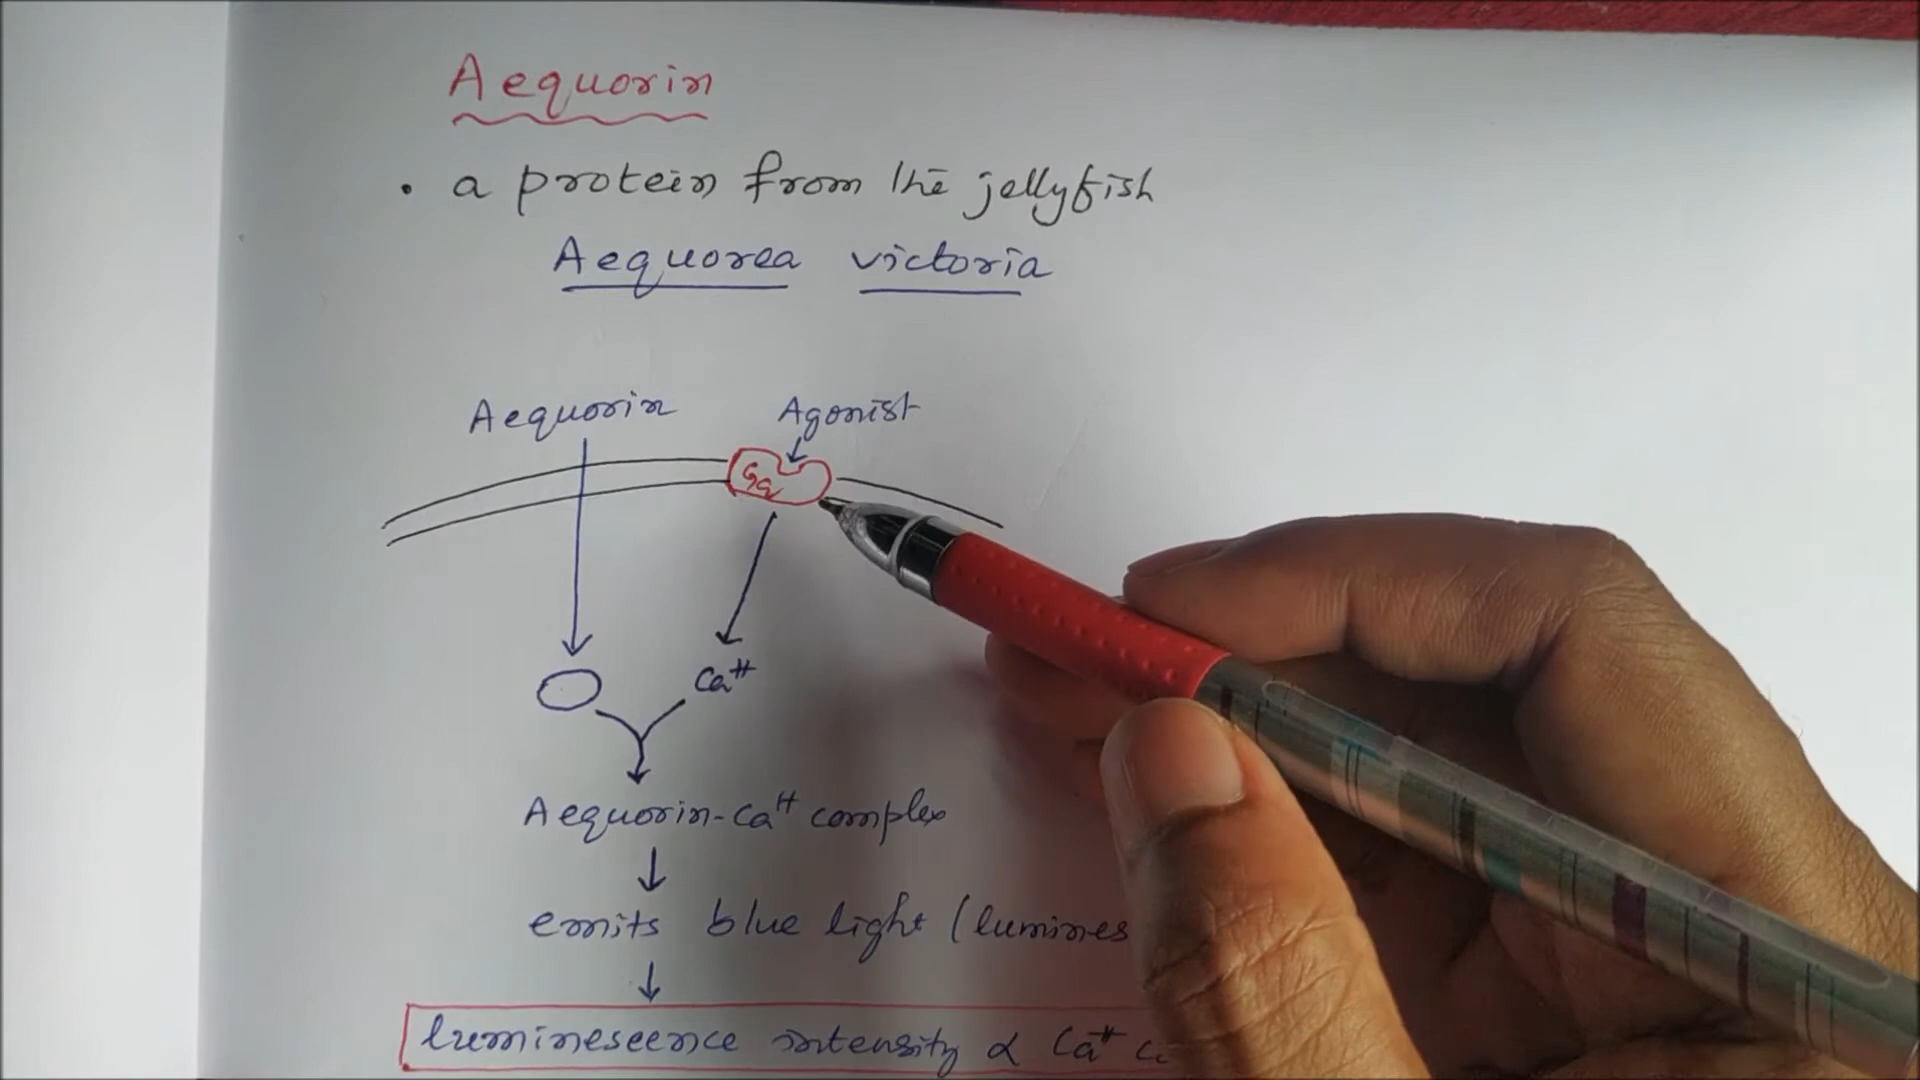 Aequorin
• a protein from the jellyfish
Aequorea victoria
Aequorin
Agonist
Gq
Ca++
Aequorin-Ca++ complex
↓
emits blue light (lumines
↓
luminescence intensity ∝ Ca++ c